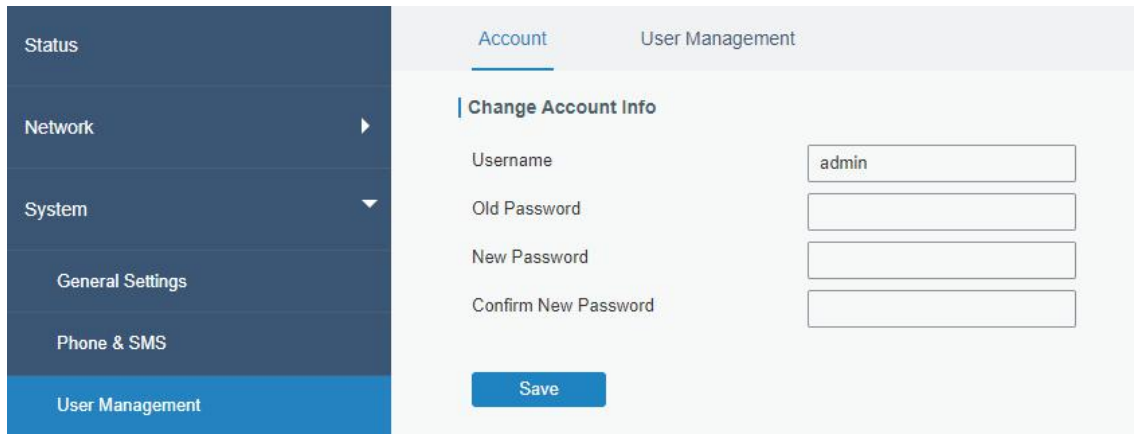 Status
Network
System
General Settings
Phone & SMS
User Management
Account User Management
Change Account Info
Username admin
Old Password
New Password
Confirm New Password
Save